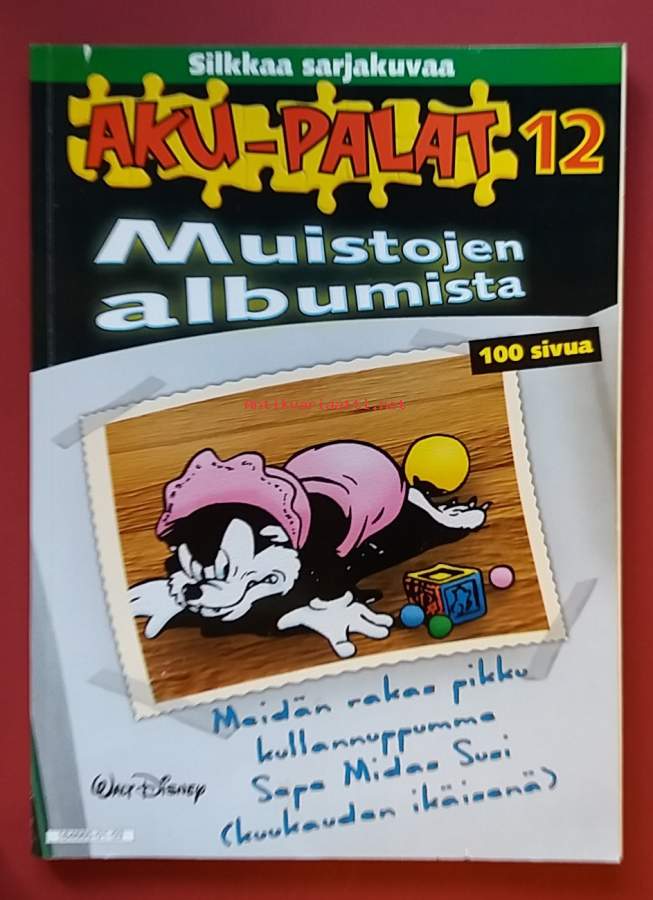 Silkkaa sarjakuvaa
AKU-PALAT 12
Muistojen
albumista
100 sivua
Antikvariaatti.net
Meidän rakas pikku
kullannuppumme
Sepe Midas Susi
(kuukauden ikäisenä)
WALT DISNEY